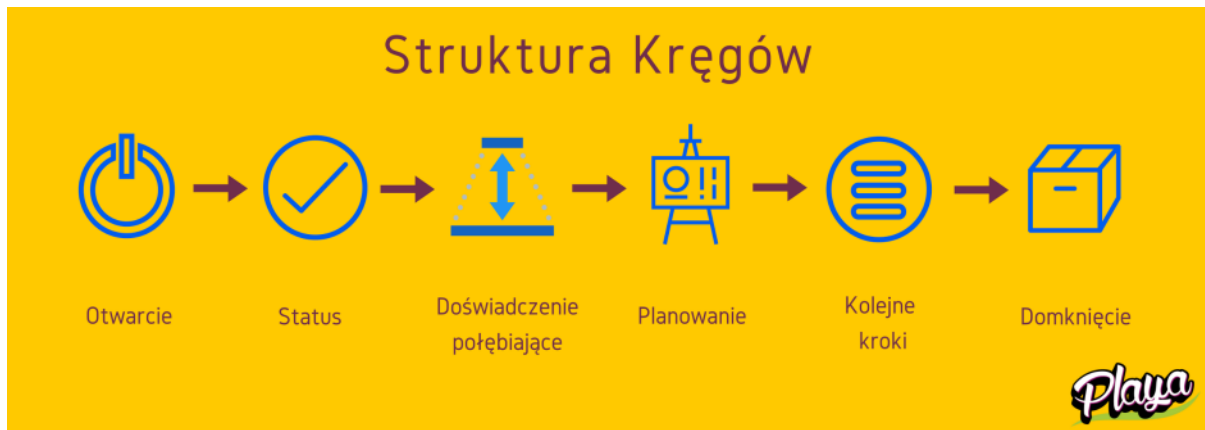 Struktura Kręgów
Otwarcie
Status
Doświadczenie
połębiające
Planowanie
Kolejne
kroki
Domknięcie
Playa